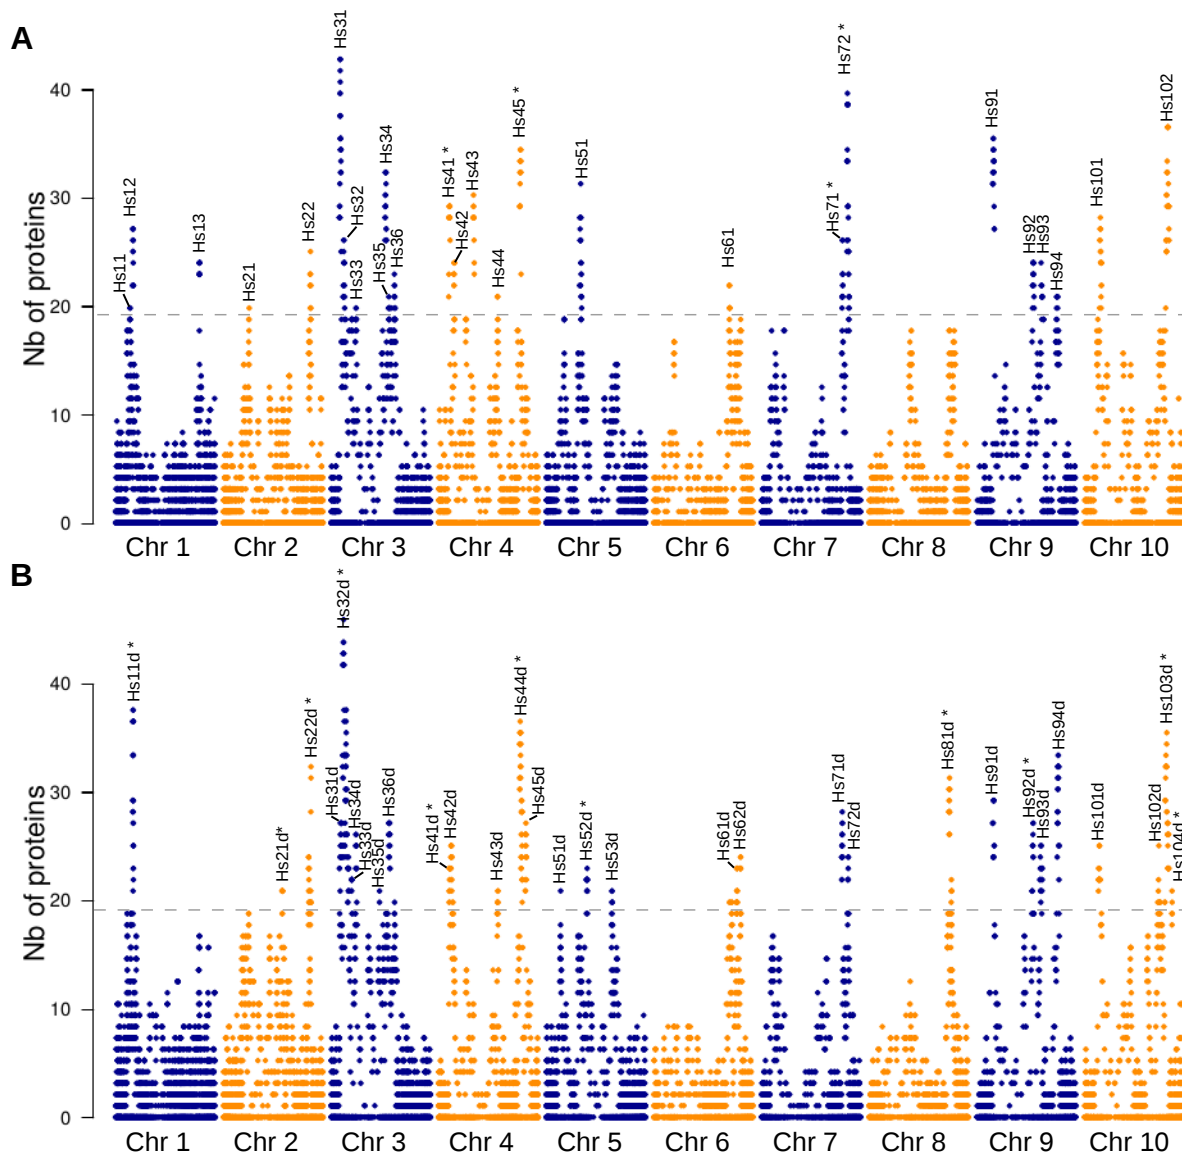 A
Nb of proteins
40
30
20
10
0
Hs11
Hs12
Hs13
Hs21
Hs22
Hs31
Hs32
Hs33
Hs34
Hs35
Hs36
Hs41 *
Hs42
Hs43
Hs44
Hs45 *
Hs51
Hs61
Hs71 *
Hs72 *
Hs91
Hs92
Hs93
Hs94
Hs101
Hs102
Chr 1
Chr 2
Chr 3
Chr 4
Chr 5
Chr 6
Chr 7
Chr 8
Chr 9
Chr 10
B
Nb of proteins
40
30
20
10
0
Hs11d *
Hs21d*
Hs22d *
Hs31d
Hs32d *
Hs33d
Hs34d
Hs35d
Hs36d
Hs41d *
Hs42d
Hs43d
Hs44d *
Hs45d
Hs51d
Hs52d *
Hs53d
Hs61d
Hs62d
Hs71d
Hs72d
Hs81d *
Hs91d
Hs92d *
Hs93d
Hs94d
Hs101d
Hs102d
Hs103d *
Hs104d *
Chr 1
Chr 2
Chr 3
Chr 4
Chr 5
Chr 6
Chr 7
Chr 8
Chr 9
Chr 10